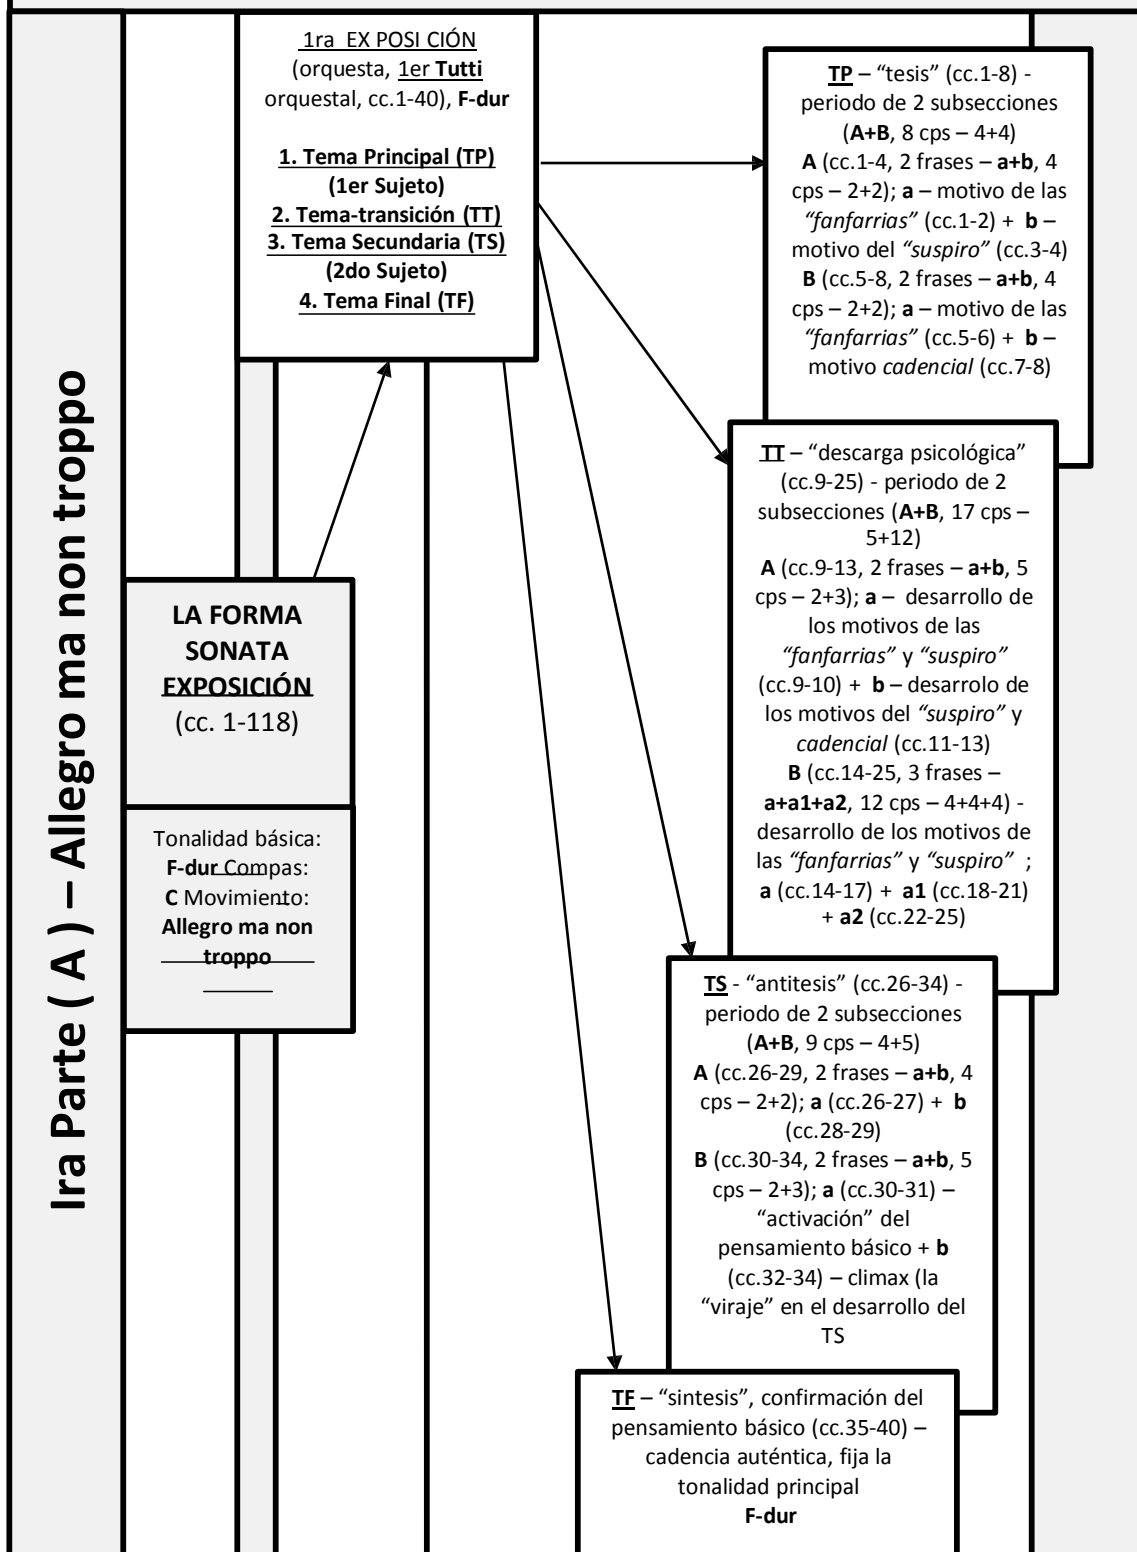 Ira Parte ( A ) – Allegro ma non troppo
LA FORMA
SONATA
EXPOSICIÓN
(cc. 1-118)
Tonalidad básica:
F-dur Compas:
C Movimiento:
Allegro ma non
troppo
1ra EX POSI CIÓN
(orquesta, 1er Tutti
orquestal, cc.1-40), F-dur
1. Tema Principal (TP)
(1er Sujeto)
2. Tema-transición (TT)
3. Tema Secundaria (TS)
(2do Sujeto)
4. Tema Final (TF)
TP – “tesis” (cc.1-8) -
periodo de 2 subsecciones
(A+B, 8 cps – 4+4)
A (cc.1-4, 2 frases – a+b, 4
cps – 2+2); a – motivo de las
“fanfarrias” (cc.1-2) + b –
motivo del “suspiro” (cc.3-4)
B (cc.5-8, 2 frases – a+b, 4
cps – 2+2); a – motivo de las
“fanfarrias” (cc.5-6) + b –
motivo cadencial (cc.7-8)
TT – “descarga psicológica”
(cc.9-25) - periodo de 2
subsecciones (A+B, 17 cps –
5+12)
A (cc.9-13, 2 frases – a+b, 5
cps – 2+3); a – desarrollo de
los motivos de las
“fanfarrias” y “suspiro”
(cc.9-10) + b – desarrolo de
los motivos del “suspiro” y
cadencial (cc.11-13)
B (cc.14-25, 3 frases –
a+a1+a2, 12 cps – 4+4+4) -
desarrollo de los motivos de
las “fanfarrias” y “suspiro” ;
a (cc.14-17) + a1 (cc.18-21)
+ a2 (cc.22-25)
TS - “antitesis” (cc.26-34) -
periodo de 2 subsecciones
(A+B, 9 cps – 4+5)
A (cc.26-29, 2 frases – a+b, 4
cps – 2+2); a (cc.26-27) + b
(cc.28-29)
B (cc.30-34, 2 frases – a+b, 5
cps – 2+3); a (cc.30-31) –
“activación” del
pensamiento básico + b
(cc.32-34) – climax (la
“viraje” en el desarrollo del
TS
TF – “sintesis”, confirmación del
pensamiento básico (cc.35-40) –
cadencia auténtica, fija la
tonalidad principal
F-dur